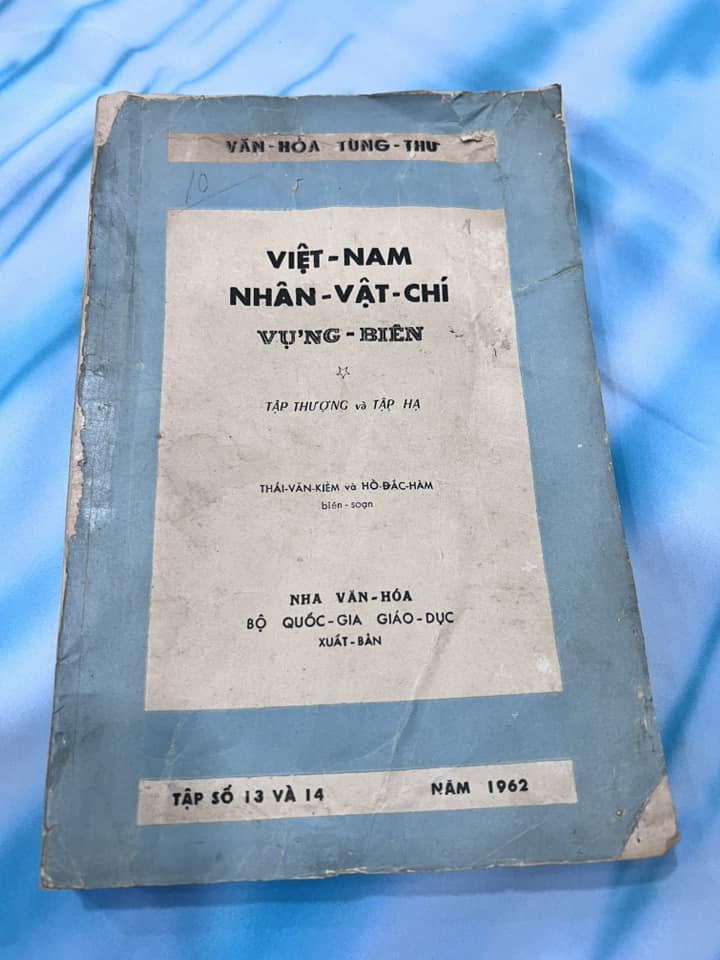 VĂN-HÓA TÙNG-THƯ
10
VIỆT-NAM
NHÂN-VẬT-CHÍ
VỰNG-BIÊN
TẬP THƯỢNG và TẬP HẠ
THÁI-VĂN-KIỂM và HỒ-ĐẮC-HÀM
biên-soạn
NHA VĂN-HÓA
BỘ QUỐC-GIA GIÁO-DỤC
XUẤT-BẢN
TẬP SỐ 13 VÀ 14 NĂM 1962